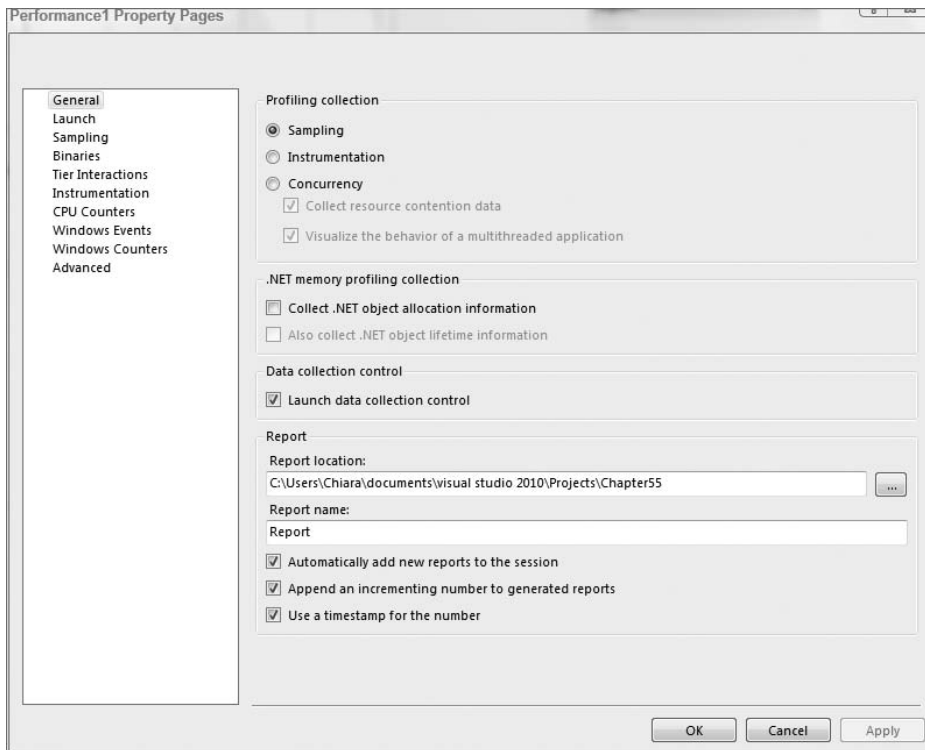 Performance1 Property Pages
General
Launch
Sampling
Binaries
Tier Interactions
Instrumentation
CPU Counters
Windows Events
Windows Counters
Advanced
Profiling collection
Sampling
Instrumentation
Concurrency
Collect resource contention data
Visualize the behavior of a multithreaded application
.NET memory profiling collection
Collect .NET object allocation information
Also collect .NET object lifetime information
Data collection control
Launch data collection control
Report
Report location:
C:\Users\Chiara\documents\visual studio 2010\Projects\Chapter55
...
Report name:
Report
Automatically add new reports to the session
Append an incrementing number to generated reports
Use a timestamp for the number
OK
Cancel
Apply